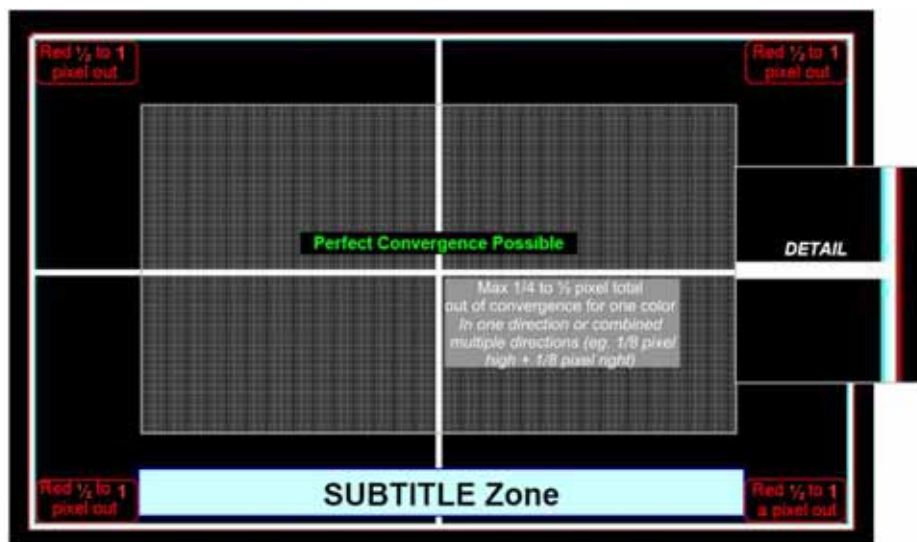 Red ½ to 1
pixel out
Red ½ to 1
pixel out
Perfect Convergence Possible
DETAIL
Max 1/4 to ½ pixel total
out of convergence for one color
In one direction or combined
multiple directions (eg. 1/8 pixel
high + 1/8 pixel right)
Red ½ to 1
pixel out
SUBTITLE Zone
Red ½ to 1
a pixel out